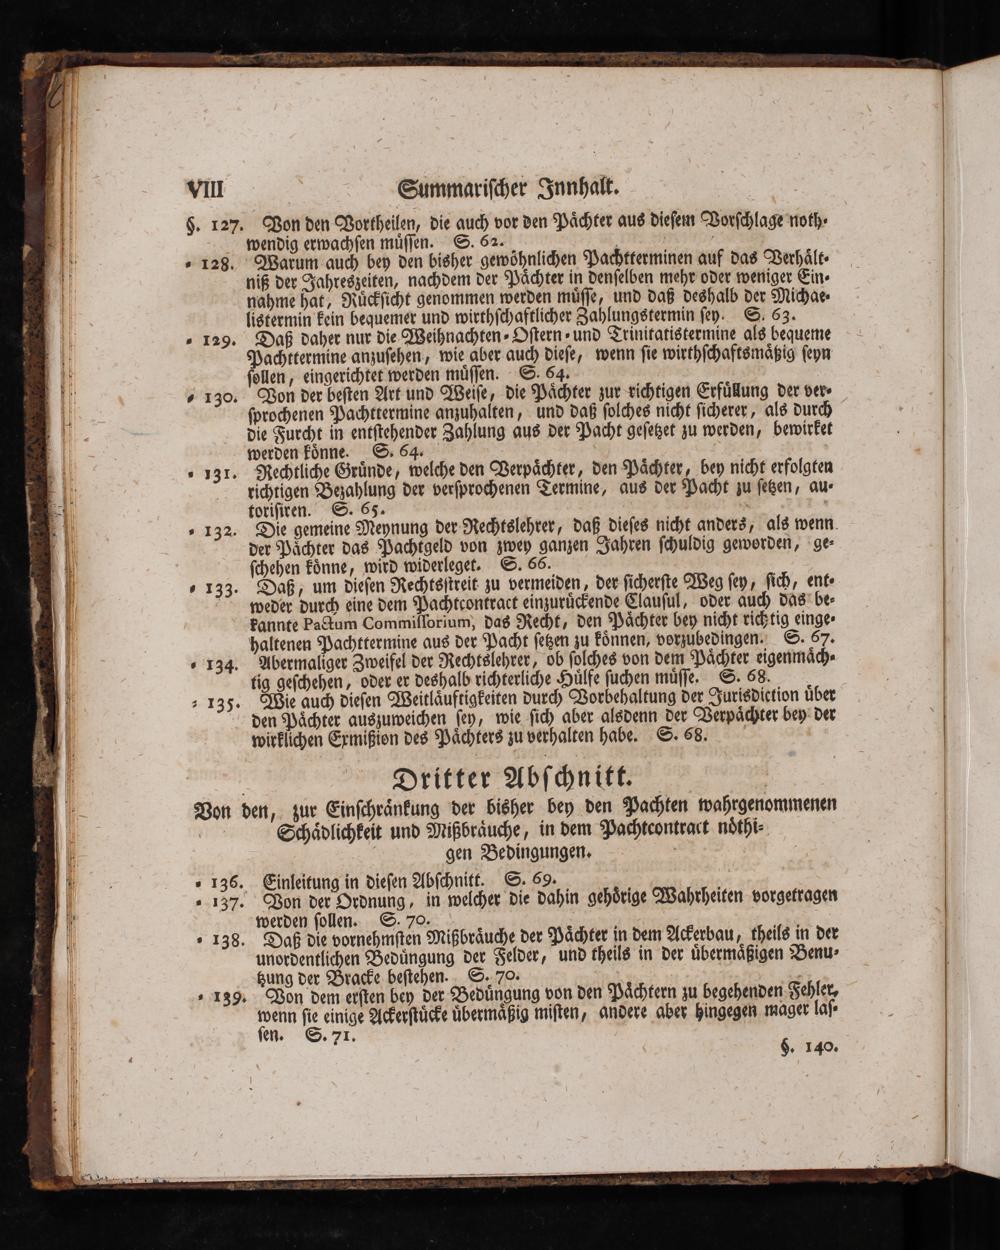 VIII Summarischer Innhalt.
§. 127. Von den Vortheilen, die auch vor den Pächter aus diesem Vorschlage noth-
wendig erwachsen müssen. S. 62.
- 128. Warum auch bey den bisher gewöhnlichen Pachtterminen auf das Verhält-
niß der Jahreszeiten, nachdem der Pächter in denselben mehr oder weniger Ein-
nahme hat, Rücksicht genommen werden müsse, und daß deshalb der Michae-
listermin kein bequemer und wirthschaftlicher Zahlungstermin sey. S. 63.
- 129. Daß daher nur die Weihnachten-Ostern-und Trinitatistermine als bequeme
Pachttermine anzusehen, wie aber auch diese, wenn sie wirthschaftsmäßig seyn
sollen, eingerichtet werden müssen. S. 64.
- 130. Von der besten Art und Weise, die Pächter zur richtigen Erfüllung der ver-
sprochenen Pachttermine anzuhalten, und daß solches nicht sicherer, als durch
die Furcht in entstehender Zahlung aus der Pacht gesetzet zu werden, bewirket
werden könne. S. 64.
- 131. Rechtliche Gründe, welche den Verpächter, den Pächter, bey nicht erfolgten
richtigen Bezahlung der versprochenen Termine, aus der Pacht zu setzen, au-
torisiren. S. 65.
- 132. Die gemeine Meynung der Rechtslehrer, daß dieses nicht anders, als wenn
der Pächter das Pachtgeld von zwey ganzen Jahren schuldig geworden, ge-
schehen könne, wird widerleget. S. 66.
- 133. Daß, um diesen Rechtsstreit zu vermeiden, der sicherste Weg sey, sich, ent-
weder durch eine dem Pachtcontract einzurückende Clausul, oder auch das be-
kannte Pactum Commissorium, das Recht, den Pächter bey nicht richtig einge-
haltenen Pachttermine aus der Pacht setzen zu können, vorzubedingen. S. 67.
- 134. Abermaliger Zweifel der Rechtslehrer, ob solches von dem Pächter eigenmäch-
tig geschehen, oder er deshalb richterliche Hülfe suchen müsse. S. 68.
- 135. Wie auch diesen Weitläuftigkeiten durch Vorbehaltung der Jurisdiction über
den Pächter auszuweichen sey, wie sich aber alsdenn der Verpächter bey der
wirklichen Exmißion des Pächters zu verhalten habe. S. 68.
Dritter Abschnitt.
Von den, zur Einschränkung der bisher bey den Pachten wahrgenommenen
Schädlichkeit und Mißbräuche, in dem Pachtcontract nöthi-
gen Bedingungen.
- 136. Einleitung in diesen Abschnitt. S. 69.
- 137. Von der Ordnung, in welcher die dahin gehörige Wahrheiten vorgetragen
werden sollen. S. 70.
- 138. Daß die vornehmsten Mißbräuche der Pächter in dem Ackerbau, theils in der
unordentlichen Bedüngung der Felder, und theils in der übermäßigen Benu-
tzung der Bracke bestehen. S. 70.
- 139. Von dem ersten bey der Bedüngung von den Pächtern zu begehenden Fehler,
wenn sie einige Ackerstücke übermäßig misten, andere aber hingegen mager las-
sen. S. 71.
§. 140.